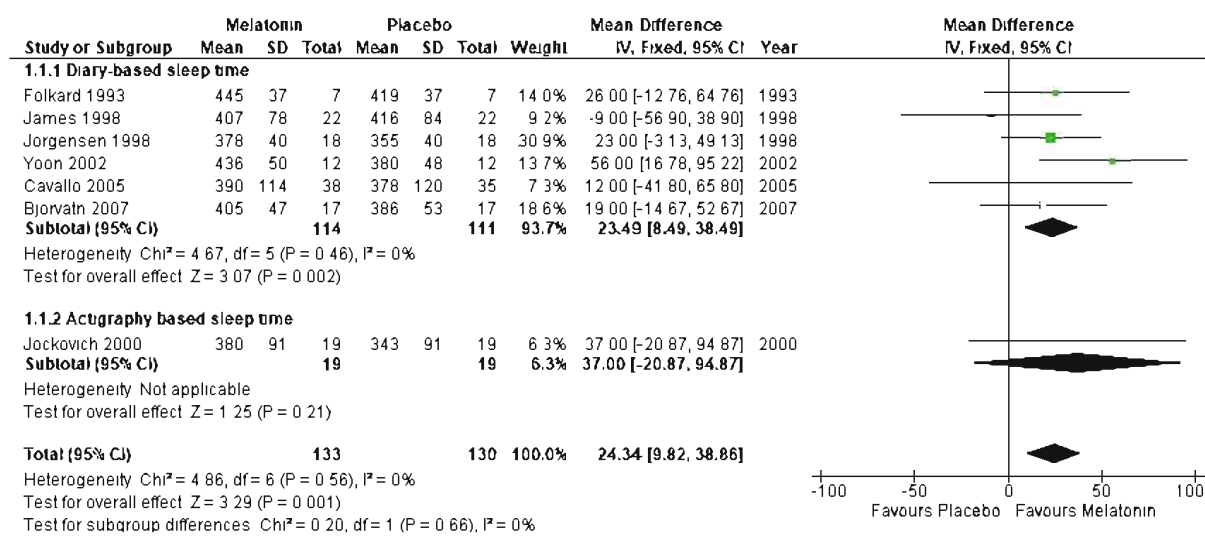 Melatonin Placebo Mean Difference Mean Difference
Study or Subgroup Mean SD Total Mean SD Total Weight IV, Fixed, 95% CI Year IV, Fixed, 95% CI
1.1.1 Diary-based sleep time
Folkard 1993 445 37 7 419 37 7 14 0% 26 00 [-12 76, 64 76] 1993
James 1998 407 78 22 416 84 22 9 2% -9 00 [-56 90, 38 90] 1998
Jorgensen 1998 378 40 18 355 40 18 30 9% 23 00 [-3 13, 49 13] 1998
Yoon 2002 436 50 12 380 48 12 13 7% 56 00 [16 78, 95 22] 2002
Cavallo 2005 390 114 38 378 120 35 7 3% 12 00 [-41 80, 65 80] 2005
Bjorvatn 2007 405 47 17 386 53 17 18 6% 19 00 [-14 67, 52 67] 2007
Subtotal (95% CI) 114 111 93.7% 23.49 [8.49, 38.49]
Heterogeneity Chi² = 4 67, df = 5 (P = 0 46), I² = 0%
Test for overall effect Z = 3 07 (P = 0 002)
1.1.2 Actigraphy based sleep time
Jockovich 2000 380 91 19 343 91 19 6 3% 37 00 [-20 87, 94 87] 2000
Subtotal (95% CI) 19 19 6.3% 37.00 [-20.87, 94.87]
Heterogeneity Not applicable
Test for overall effect Z = 1 25 (P = 0 21)
Total (95% CI) 133 130 100.0% 24.34 [9.82, 38.86]
Heterogeneity Chi² = 4 86, df = 6 (P = 0 56), I² = 0%
Test for overall effect Z = 3 29 (P = 0 001)
Test for subgroup differences Chi² = 0 20, df = 1 (P = 0 66), I² = 0%
-100 -50 0 50 100
Favours Placebo Favours Melatonin